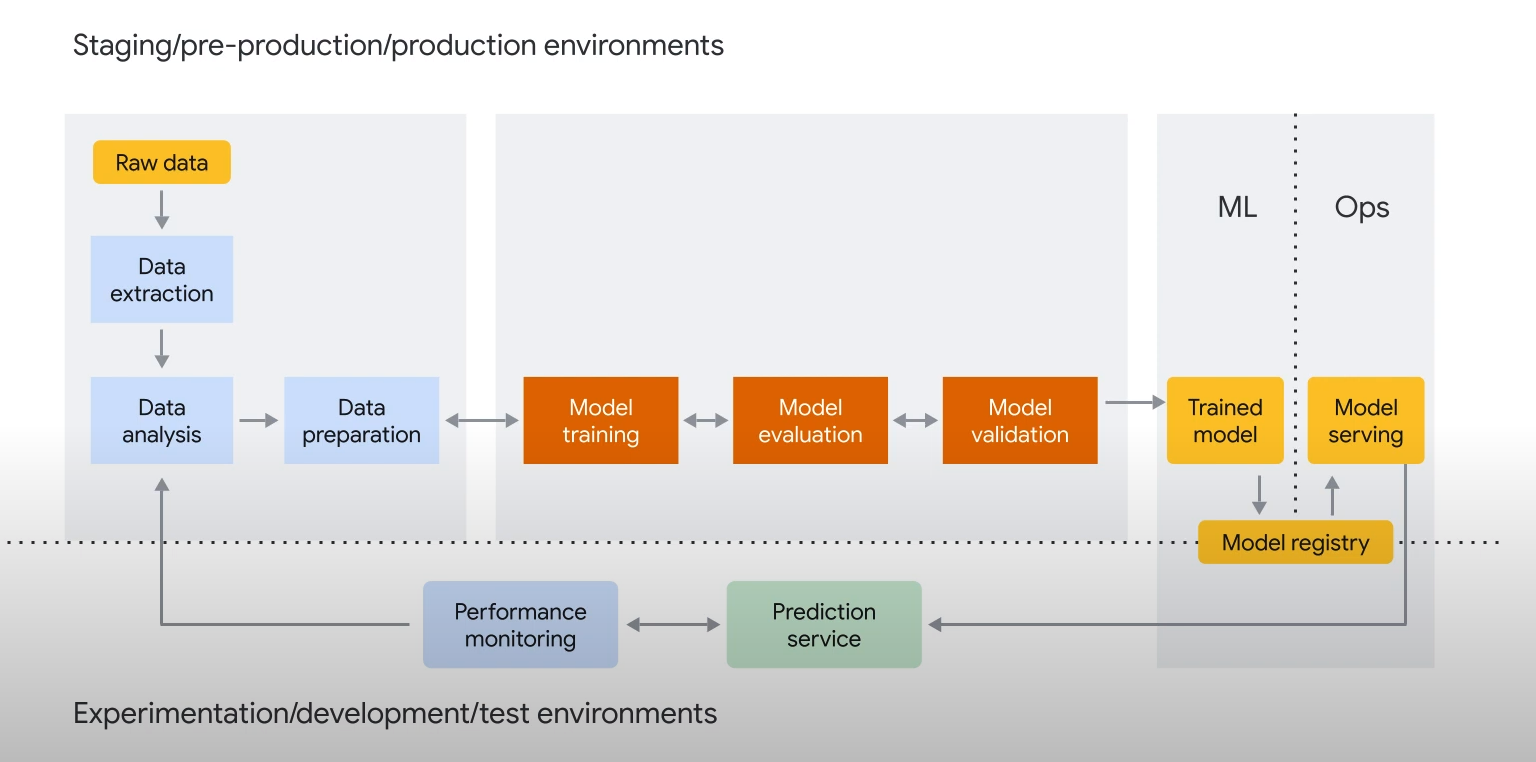 Staging/pre-production/production environments
Raw data
Data
extraction
Data
analysis
Data
preparation
Model
training
Model
evaluation
Model
validation
ML
Ops
Trained
model
Model
serving
Model registry
Performance
monitoring
Prediction
service
Experimentation/development/test environments